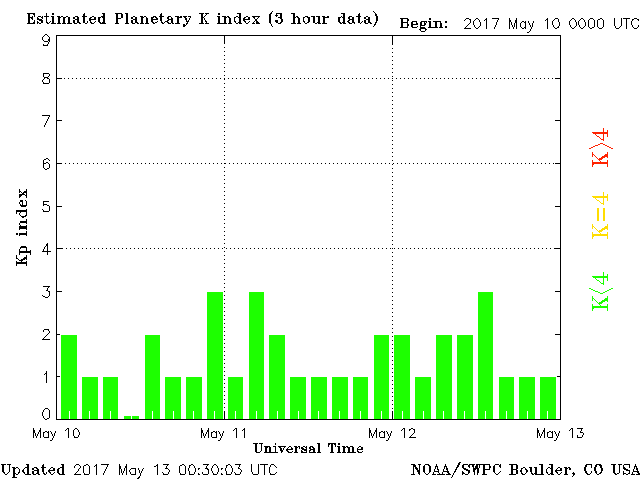 Estimated Planetary K index (3 hour data) Begin: 2017 May 10 0000 UTC
9
8
7
6
5
4
3
2
1
0
Kp index
K>4
K=4
K<4
May 10 May 11 May 12 May 13
Universal Time
Updated 2017 May 13 00:30:03 UTC NOAA/SWPC Boulder, CO USA